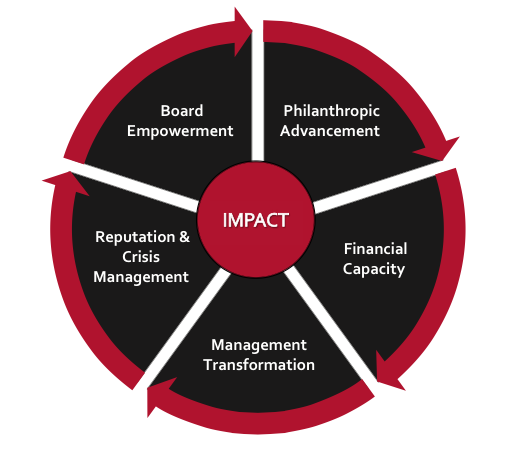 Board
Empowerment
Philanthropic
Advancement
IMPACT
Reputation &
Crisis
Management
Financial
Capacity
Management
Transformation